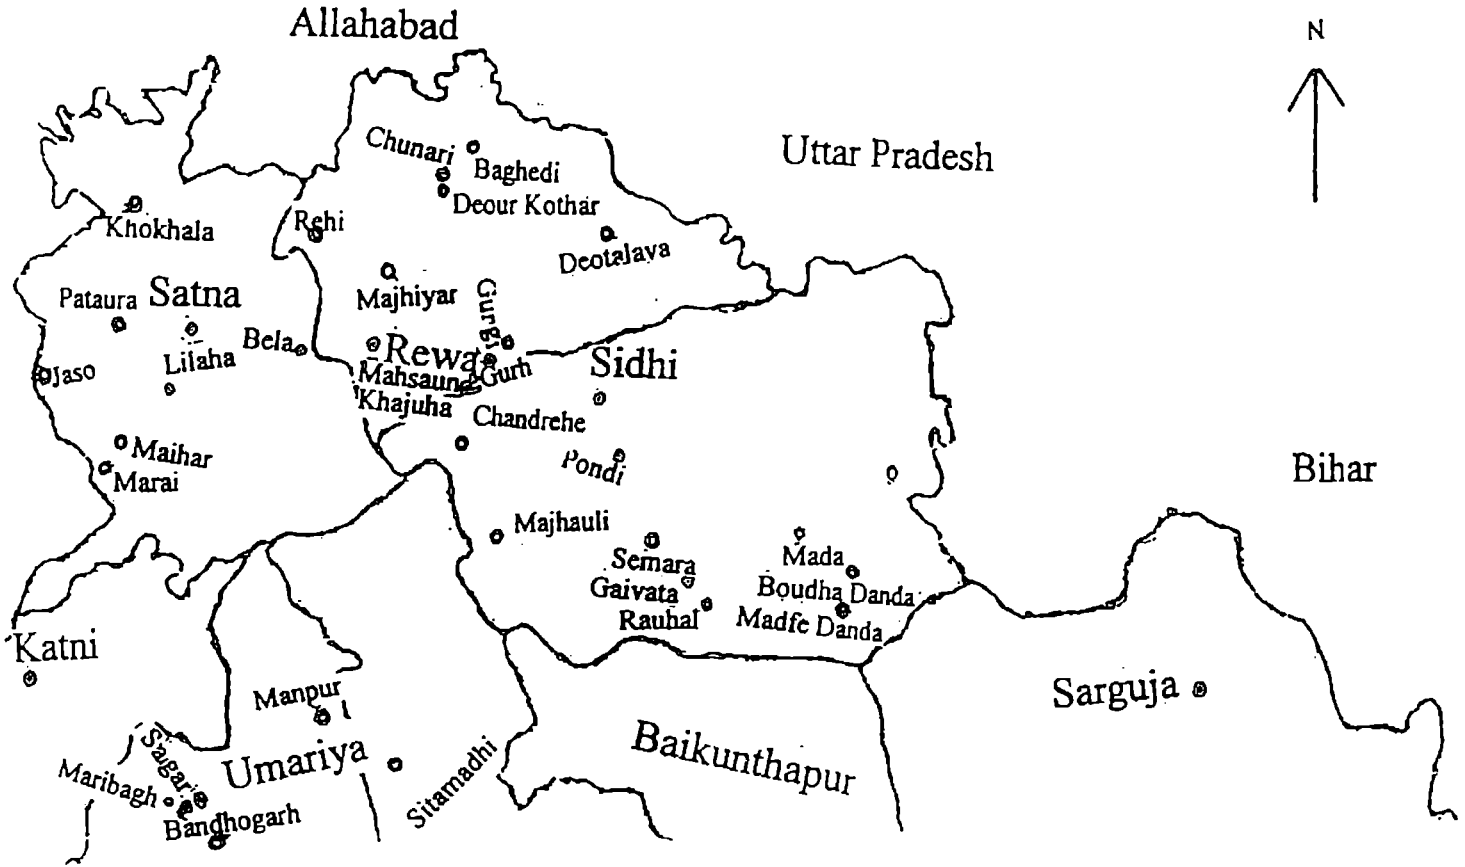 Allahabad
N
Uttar Pradesh
Chunari
Baghedi
Deour Kothar
Rehi
Khokhala
Deotalava
Pataura
Satna
Majhiyar
Gurgi
Bela
Lilaha
Rewa
Sidhi
Jaso
Mahsaung
Gurh
Khajuha
Chandrehe
Maihar
Marai
Pondi
Bihar
Majhauli
Semara
Mada
Gaivata
Boudha Danda
Rauhal
Madfe Danda
Katni
Manpur
Sarguja
Umariya
Baikunthapur
Maribagh
Sitamadhi
Bandhogarh